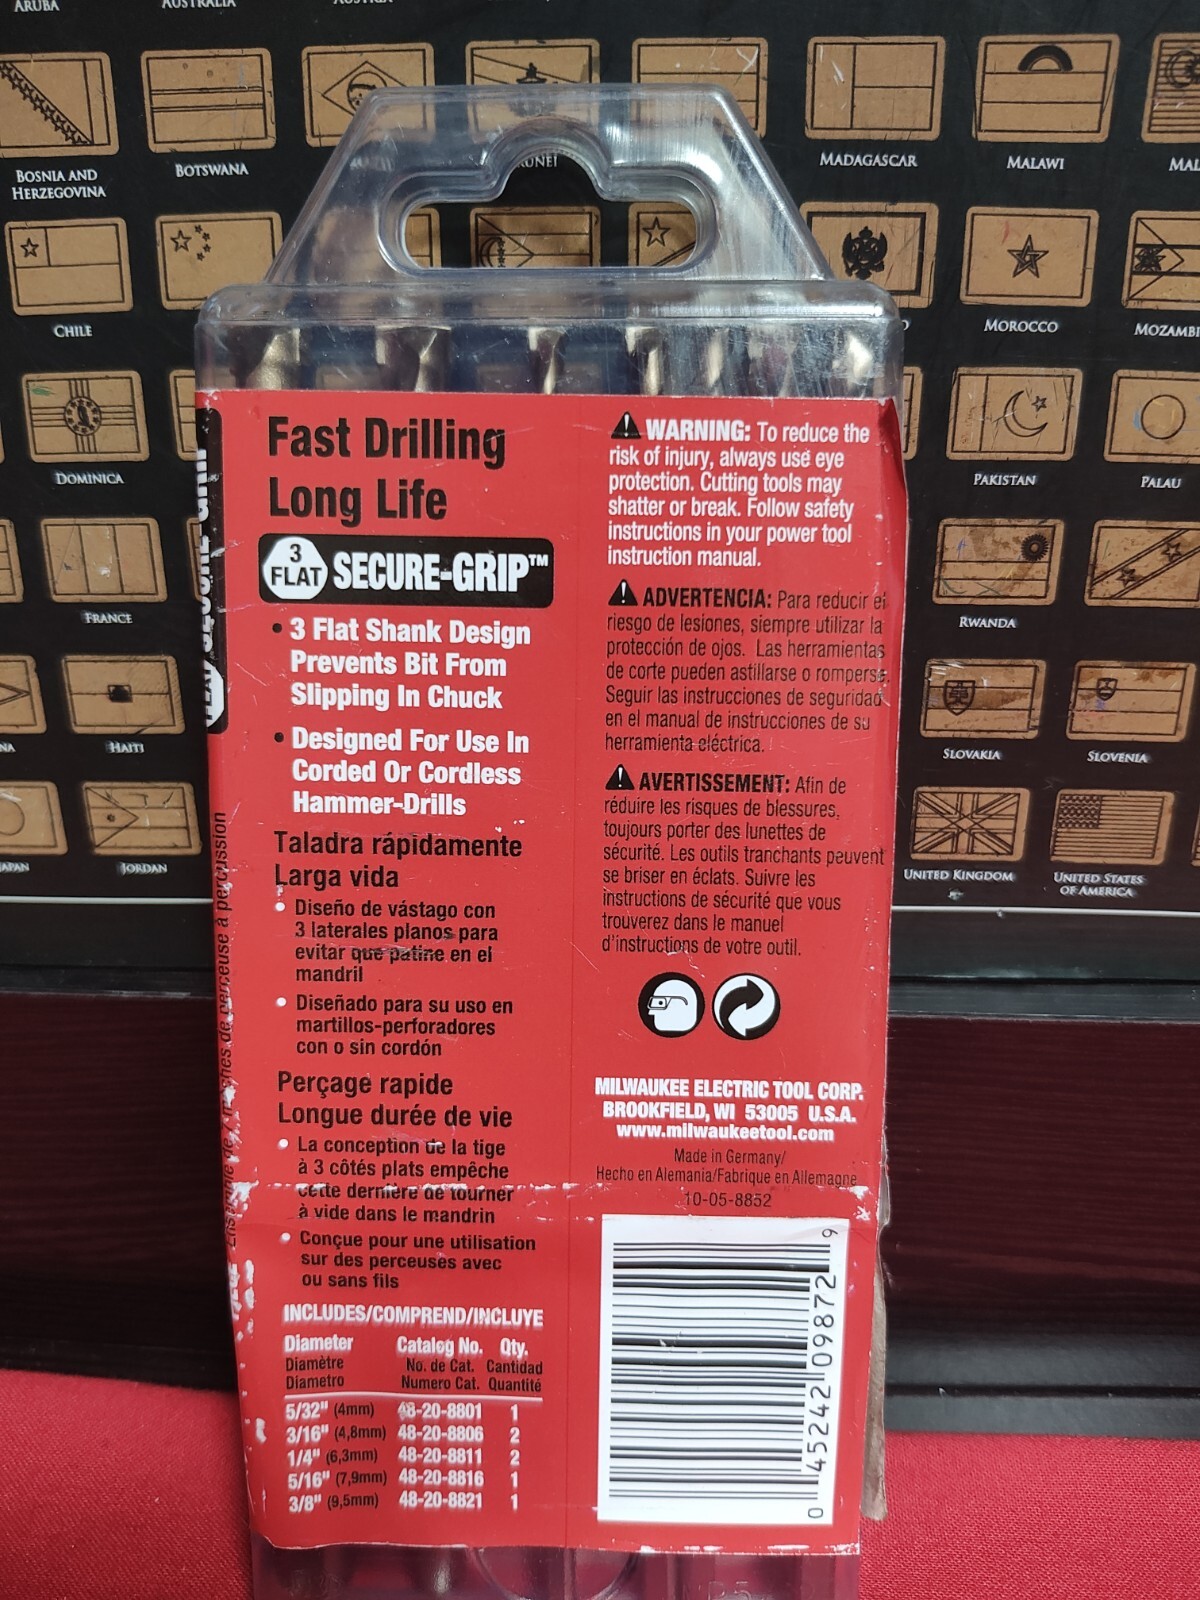 ARUBA
AUSTRALIA
AUSTRIA
BOSNIA AND
HERZEGOVINA
BOTSWANA
MADAGASCAR
MALAWI
CHILE
MOROCCO
DOMINICA
PAKISTAN
PALAU
FRANCE
RWANDA
HAITI
SLOVAKIA
SLOVENIA
JAPAN
JORDAN
UNITED KINGDOM
UNITED STATES
OF AMERICA
Fast Drilling
Long Life
3
FLAT
SECURE-GRIP™
• 3 Flat Shank Design
Prevents Bit From
Slipping In Chuck
• Designed For Use In
Corded Or Cordless
Hammer-Drills
Taladra rápidamente
Larga vida
• Diseño de vástago con
3 laterales planos para
evitar que patine en el
mandril
• Diseñado para su uso en
martillos-perforadores
con o sin cordón
Perçage rapide
Longue durée de vie
• La conception de la tige
à 3 côtés plats empêche
cette dernière de tourner
à vide dans le mandrin
• Conçue pour une utilisation
sur des perceuses avec
ou sans fils
INCLUDES/COMPREND/INCLUYE
Diameter Catalog No. Qty.
Diamètre No. de Cat. Cantidad
Diametro Numero Cat. Quantité
5/32" (4mm) 48-20-8801 1
3/16" (4,8mm) 48-20-8806 2
1/4" (6,3mm) 48-20-8811 2
5/16" (7,9mm) 48-20-8816 1
3/8" (9,5mm) 48-20-8821 1
WARNING: To reduce the
risk of injury, always use eye
protection. Cutting tools may
shatter or break. Follow safety
instructions in your power tool
instruction manual.
ADVERTENCIA: Para reducir el
riesgo de lesiones, siempre utilizar la
protección de ojos. Las herramientas
de corte pueden astillarse o romperse.
Seguir las instrucciones de seguridad
en el manual de instrucciones de su
herramienta eléctrica.
AVERTISSEMENT: Afin de
réduire les risques de blessures,
toujours porter des lunettes de
sécurité. Les outils tranchants peuvent
se briser en éclats. Suivre les
instructions de sécurité que vous
trouverez dans le manuel
d'instructions de votre outil.
MILWAUKEE ELECTRIC TOOL CORP.
BROOKFIELD, WI 53005 U.S.A.
www.milwaukeetool.com
Made in Germany/
Hecho en Alemania/Fabrique en Allemagne
10-05-8852
0 45242 09872 9
SECURE-GRIP
de perceuse à percussion